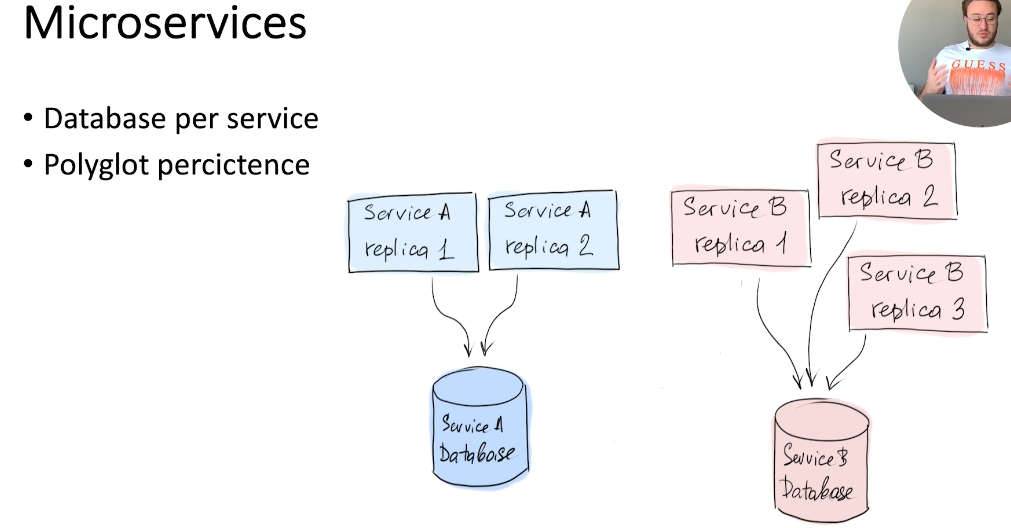 Microservices
• Database per service
• Polyglot percictence
GUESS
Service A
replica 1
Service A
replica 2
Service B
replica 1
Service B
replica 2
Service B
replica 3
Service A
Database
Service B
Database